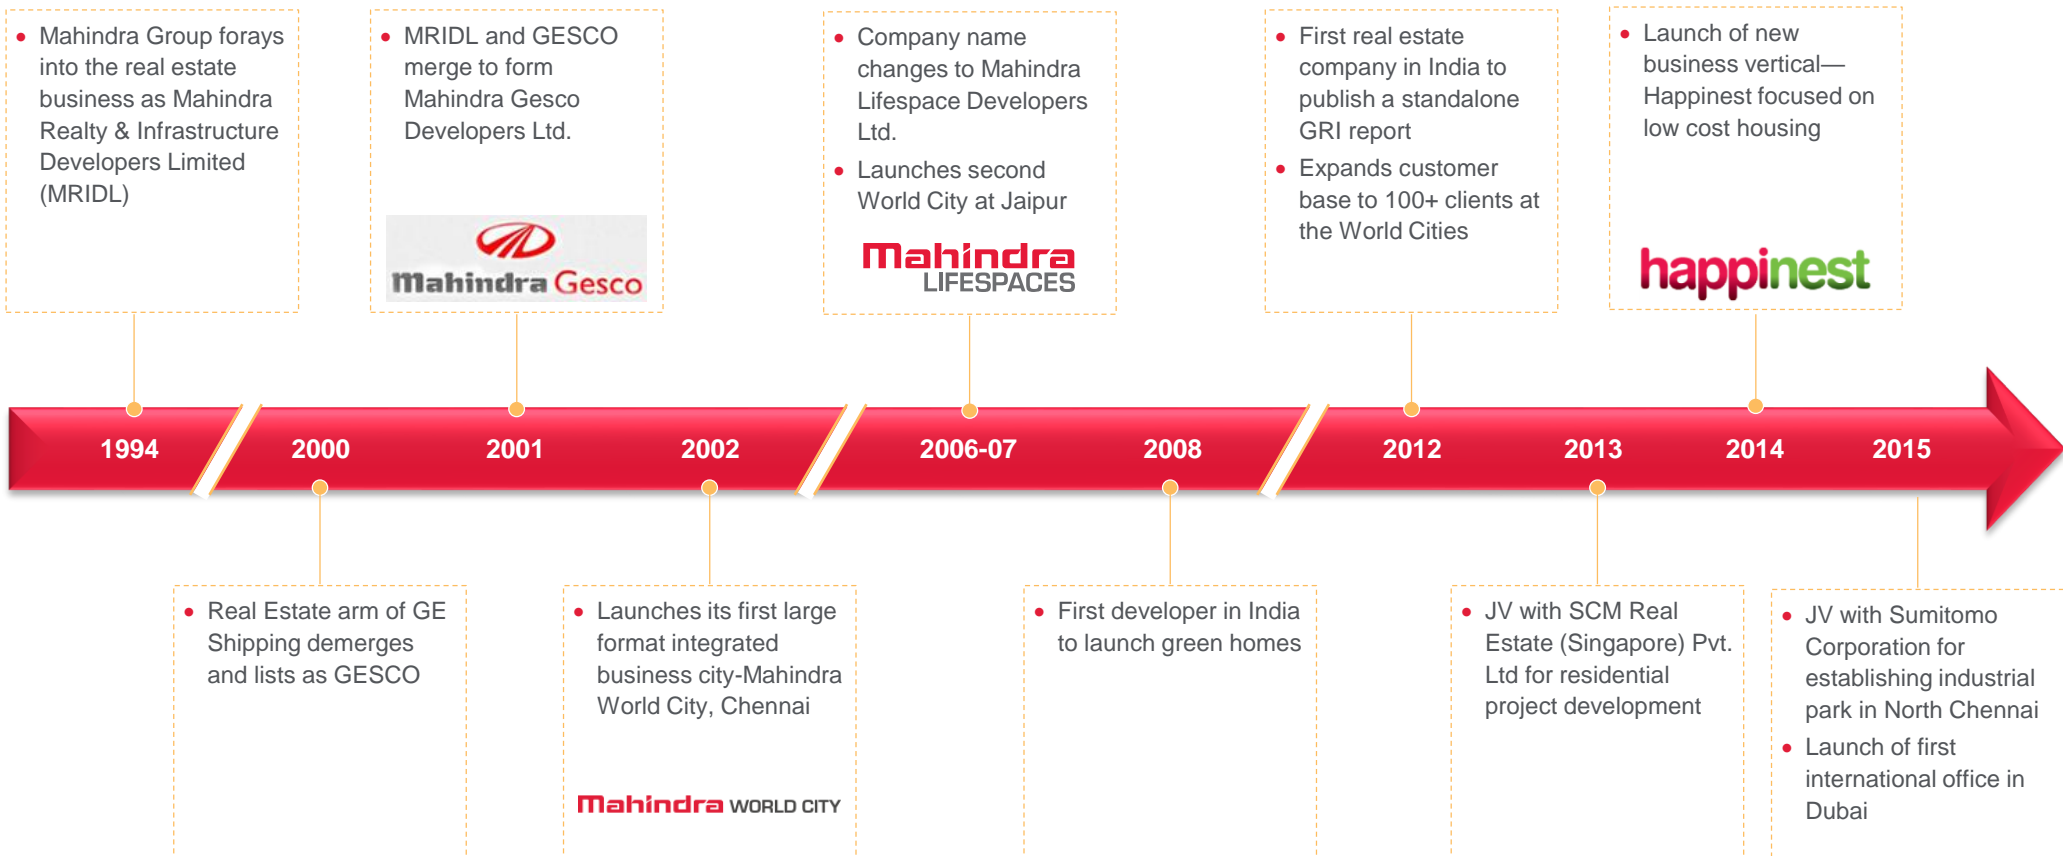 • Mahindra Group forays
into the real estate
business as Mahindra
Realty & Infrastructure
Developers Limited
(MRIDL)
• MRIDL and GESCO
merge to form
Mahindra Gesco
Developers Ltd.
Mahindra Gesco
• Company name
changes to Mahindra
Lifespace Developers
Ltd.
• Launches second
World City at Jaipur
Mahindra
LIFESPACES
• First real estate
company in India to
publish a standalone
GRI report
• Expands customer
base to 100+ clients at
the World Cities
• Launch of new
business vertical—
Happinest focused on
low cost housing
happinest
1994
2000
2001
2002
2006-07
2008
2012
2013
2014
2015
• Real Estate arm of GE
Shipping demerges
and lists as GESCO
• Launches its first large
format integrated
business city-Mahindra
World City, Chennai
Mahindra WORLD CITY
• First developer in India
to launch green homes
• JV with SCM Real
Estate (Singapore) Pvt.
Ltd for residential
project development
• JV with Sumitomo
Corporation for
establishing industrial
park in North Chennai
• Launch of first
international office in
Dubai